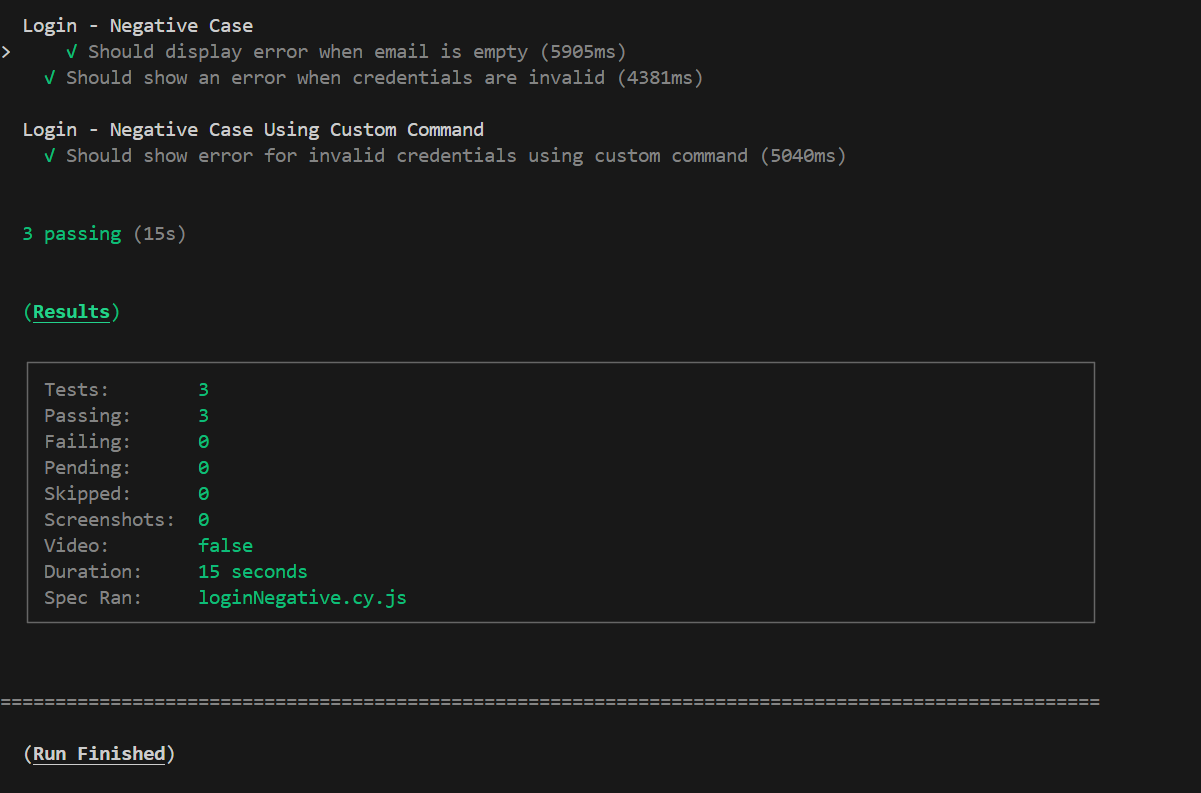 Login - Negative Case
> √ Should display error when email is empty (5905ms)
√ Should show an error when credentials are invalid (4381ms)
Login - Negative Case Using Custom Command
√ Should show error for invalid credentials using custom command (5040ms)
3 passing (15s)
(Results)
Tests: 3
Passing: 3
Failing: 0
Pending: 0
Skipped: 0
Screenshots: 0
Video: false
Duration: 15 seconds
Spec Ran: loginNegative.cy.js
====================================================================================================
(Run Finished)